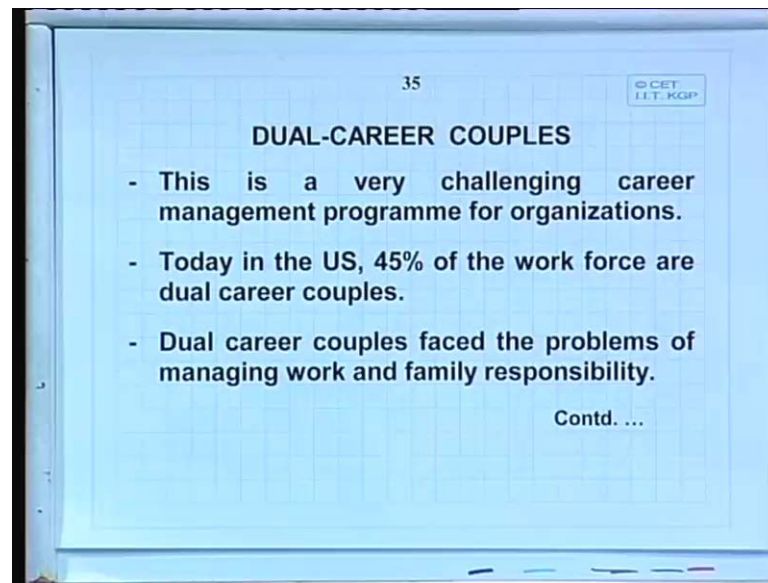 35
© CET
I.I.T. KGP
DUAL-CAREER COUPLES
- This is a very challenging career
management programme for organizations.
- Today in the US, 45% of the work force are
dual career couples.
- Dual career couples faced the problems of
managing work and family responsibility.
Contd. ...